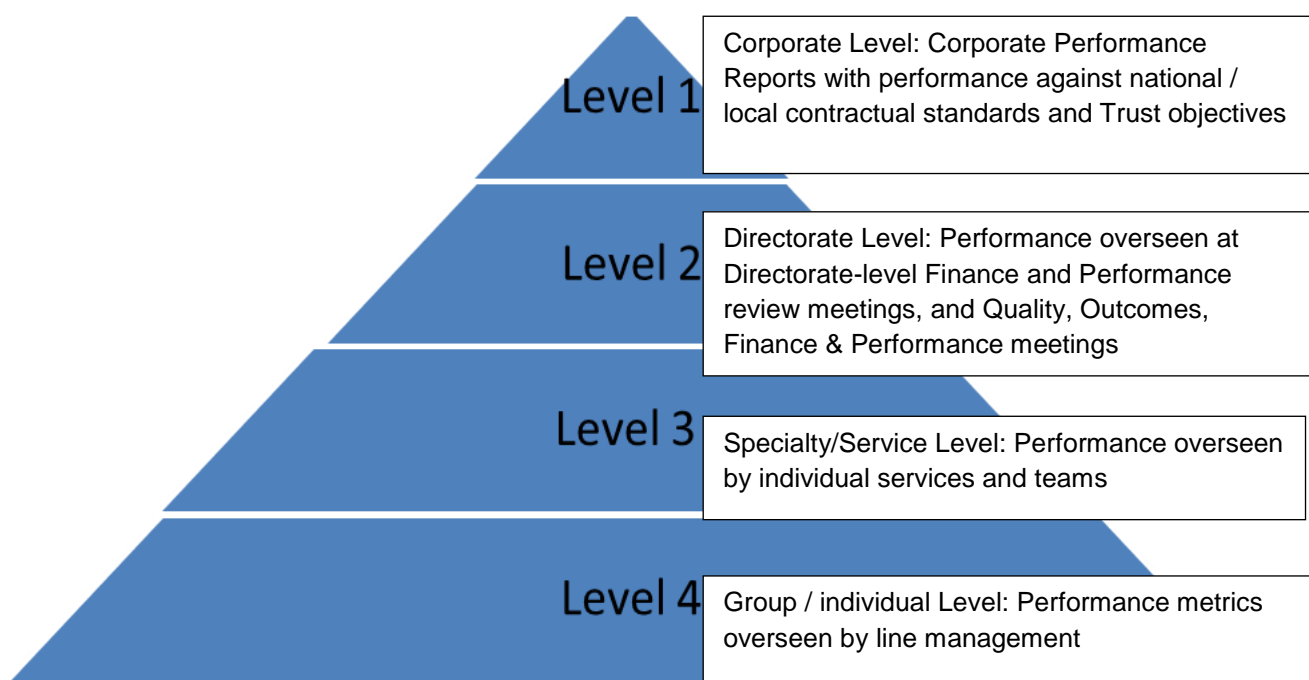 Level 1
Corporate Level: Corporate Performance
Reports with performance against national /
local contractual standards and Trust objectives
Level 2
Directorate Level: Performance overseen at
Directorate-level Finance and Performance
review meetings, and Quality, Outcomes,
Finance & Performance meetings
Level 3
Specialty/Service Level: Performance overseen
by individual services and teams
Level 4
Group / individual Level: Performance metrics
overseen by line management